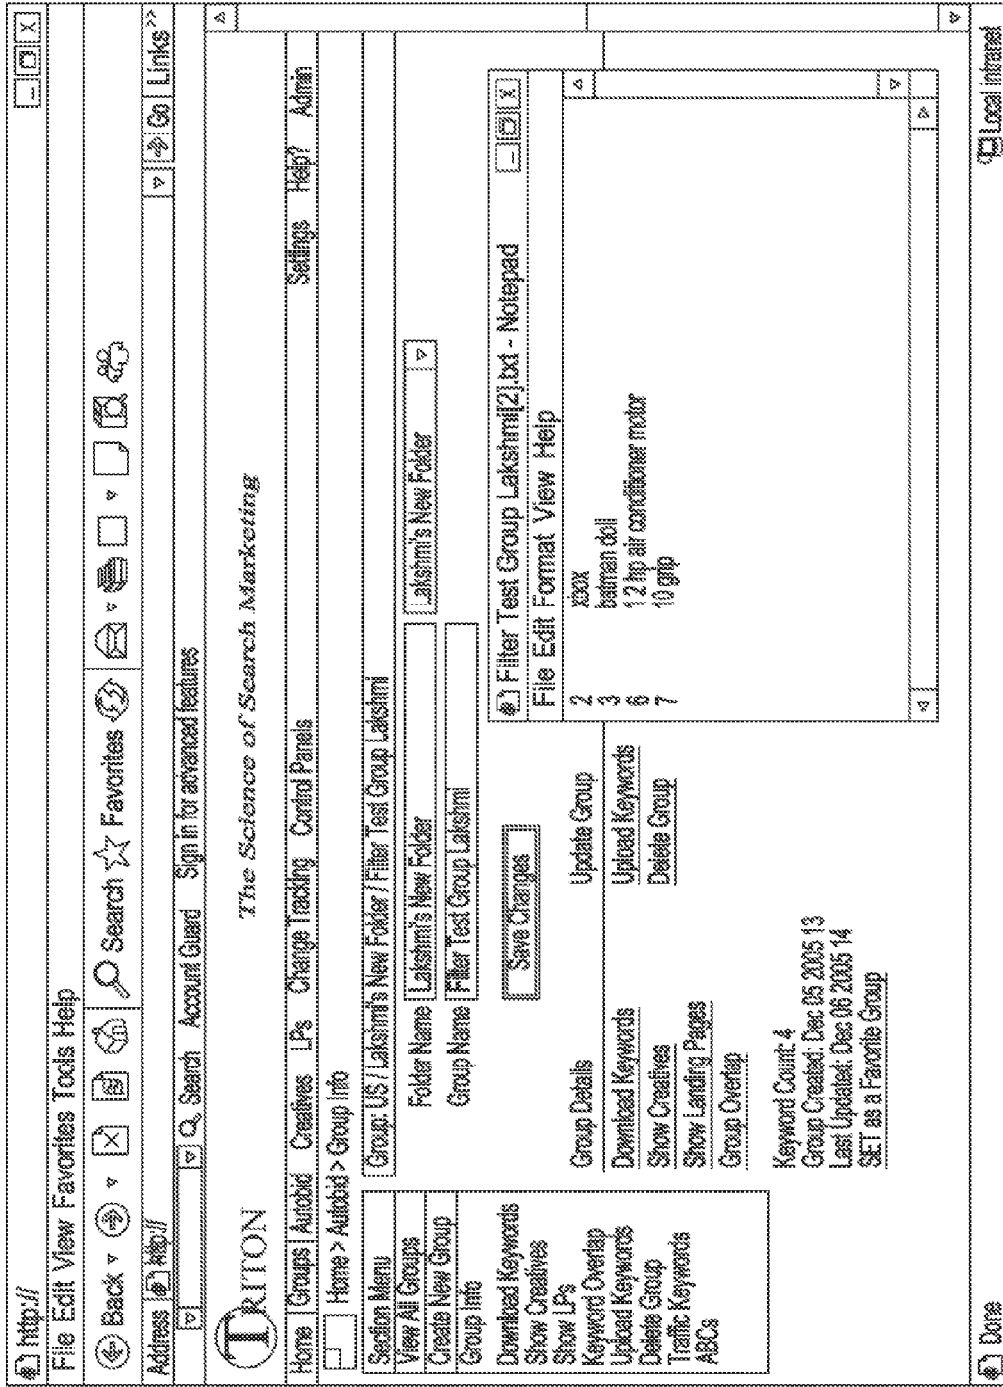 http://
File Edit View Favorites Tools Help
Back Search Favorites
Address http:// Go Links >>
Search Account Guard Sign in for advanced features
TRITON The Science of Search Marketing
Home Groups Autobid Creatives LPs Change Tracking Control Panels Settings Help? Admin
Home > Autobid > Group Info
Section Menu
View All Groups
Create New Group
Group Info
Download Keywords
Show Creatives
Show LPs
Keyword Overlap
Upload Keywords
Delete Group
Traffic Keywords
ABCs
Group: US / Lakshmi's New Folder / Filter Test Group Lakshmi
Folder Name Lakshmi's New Folder Lakshmi's New Folder
Group Name Filter Test Group Lakshmi
Save Changes
Group Details Update Group
Download Keywords Upload Keywords
Show Creatives Delete Group
Show Landing Pages
Group Overlap
Keyword Count: 4
Group Created: Dec 05 2005 13
Last Updated: Dec 06 2005 14
SET as a Favorite Group
Filter Test Group Lakshmi[2].txt - Notepad
File Edit Format View Help
2 xxx
3 batman doll
6 1 2 hp air conditioner motor
7 10 grip
Done Local intranet